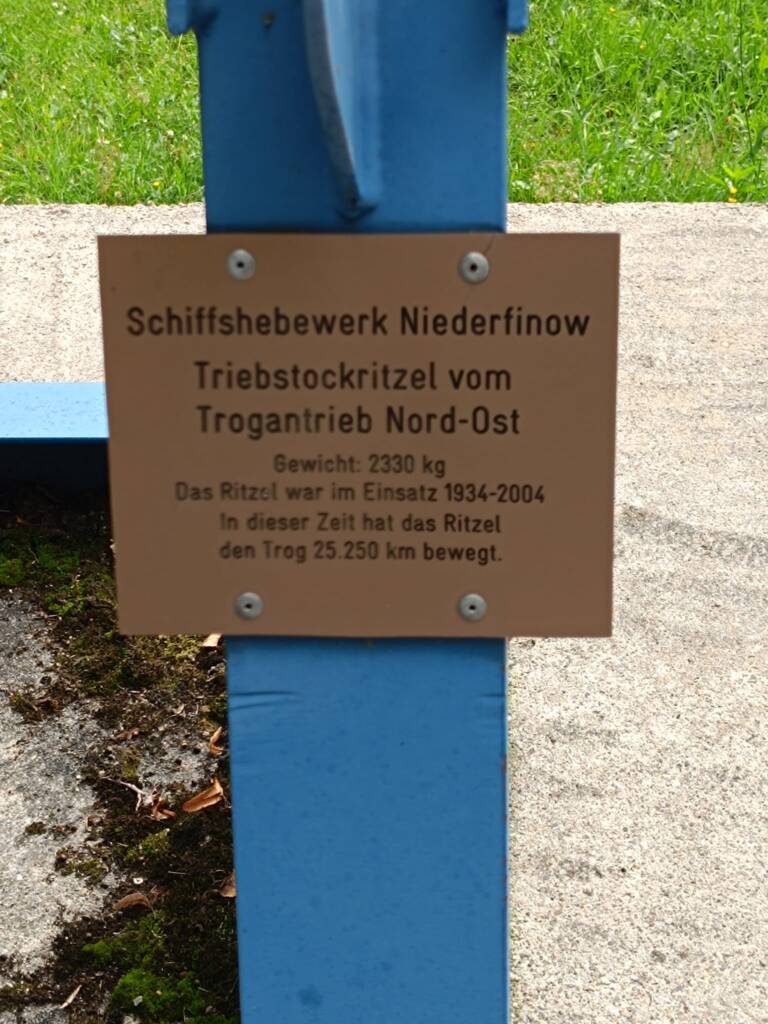 Schiffshebewerk Niederfinow
Triebstockritzel vom
Trogantrieb Nord-Ost
Gewicht: 2330 kg
Das Ritzel war im Einsatz 1934-2004
In dieser Zeit hat das Ritzel
den Trog 25.250 km bewegt.